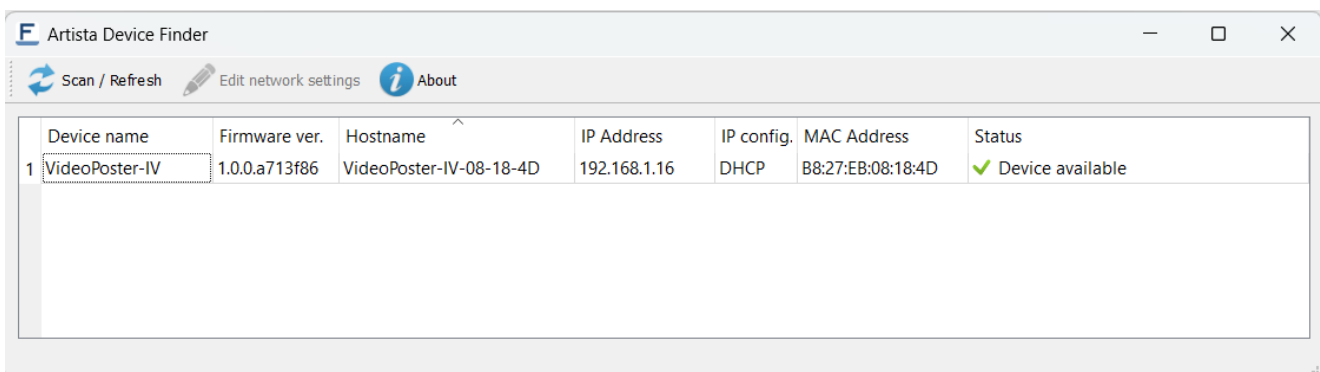 Artista Device Finder
Scan / Refresh Edit network settings About
Device name Firmware ver. Hostname IP Address IP config. MAC Address Status
1 VideoPoster-IV 1.0.0.a713f86 VideoPoster-IV-08-18-4D 192.168.1.16 DHCP B8:27:EB:08:18:4D Device available